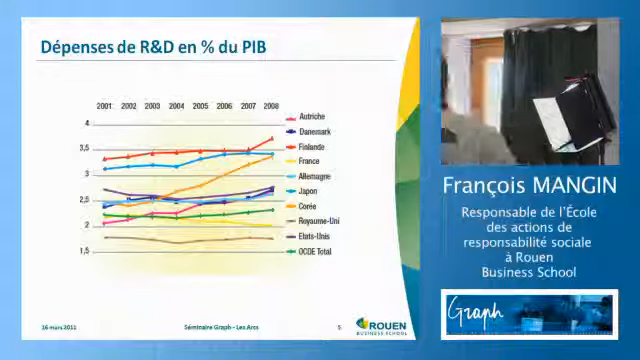 Dépenses de R&D en % du PIB
2001 2002 2003 2004 2005 2006 2007 2008
4
3,5
3
2,5
2
1,5
Autriche
Danemark
Finlande
France
Allemagne
Japon
Corée
Royaume-Uni
Etats-Unis
OCDE Total
16 mars 2011
Séminaire Graph - Les Arcs
5
ROUEN
BUSINESS SCHOOL
François MANGIN
Responsable de l'École
des actions de
responsabilité sociale
à Rouen
Business School
Graph